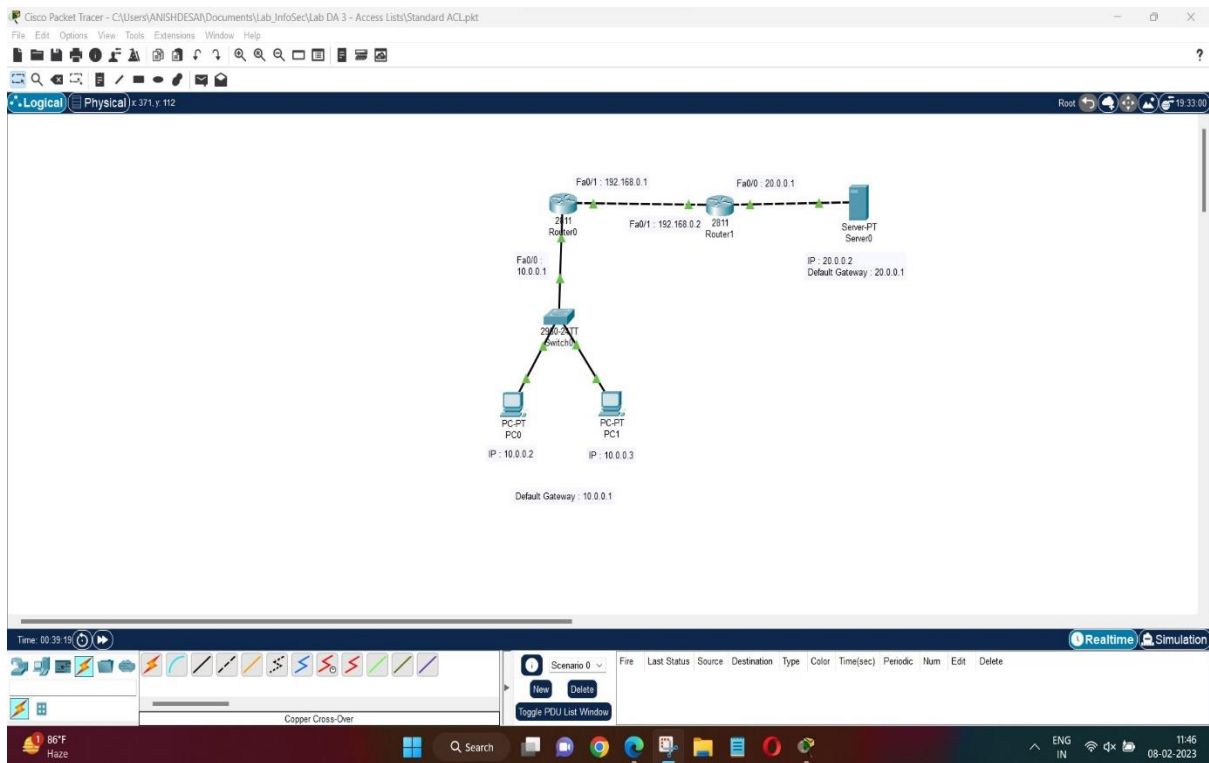 Cisco Packet Tracer - C:\Users\ANISHDESAI\Documents\Lab_InfoSec\Lab DA 3 - Access Lists\Standard ACL.pkt
File Edit Options View Tools Extensions Window Help
?
Logical Physical x: 371, y: 112 Root 19:33:00
Fa0/1 : 192.168.0.1
Fa0/0 : 20.0.0.1
2811
Router0
Fa0/1 : 192.168.0.2
2811
Router1
Server-PT
Server0
Fa0/0 :
10.0.0.1
IP : 20.0.0.2
Default Gateway : 20.0.0.1
2960-24TT
Switch0
PC-PT
PC0
PC-PT
PC1
IP : 10.0.0.2
IP : 10.0.0.3
Default Gateway : 10.0.0.1
Time: 00:39:19 Realtime Simulation
Scenario 0
New Delete
Toggle PDU List Window
Fire Last Status Source Destination Type Color Time(sec) Periodic Num Edit Delete
Copper Cross-Over
86°F
Haze
Search
ENG
IN
11:46
08-02-2023